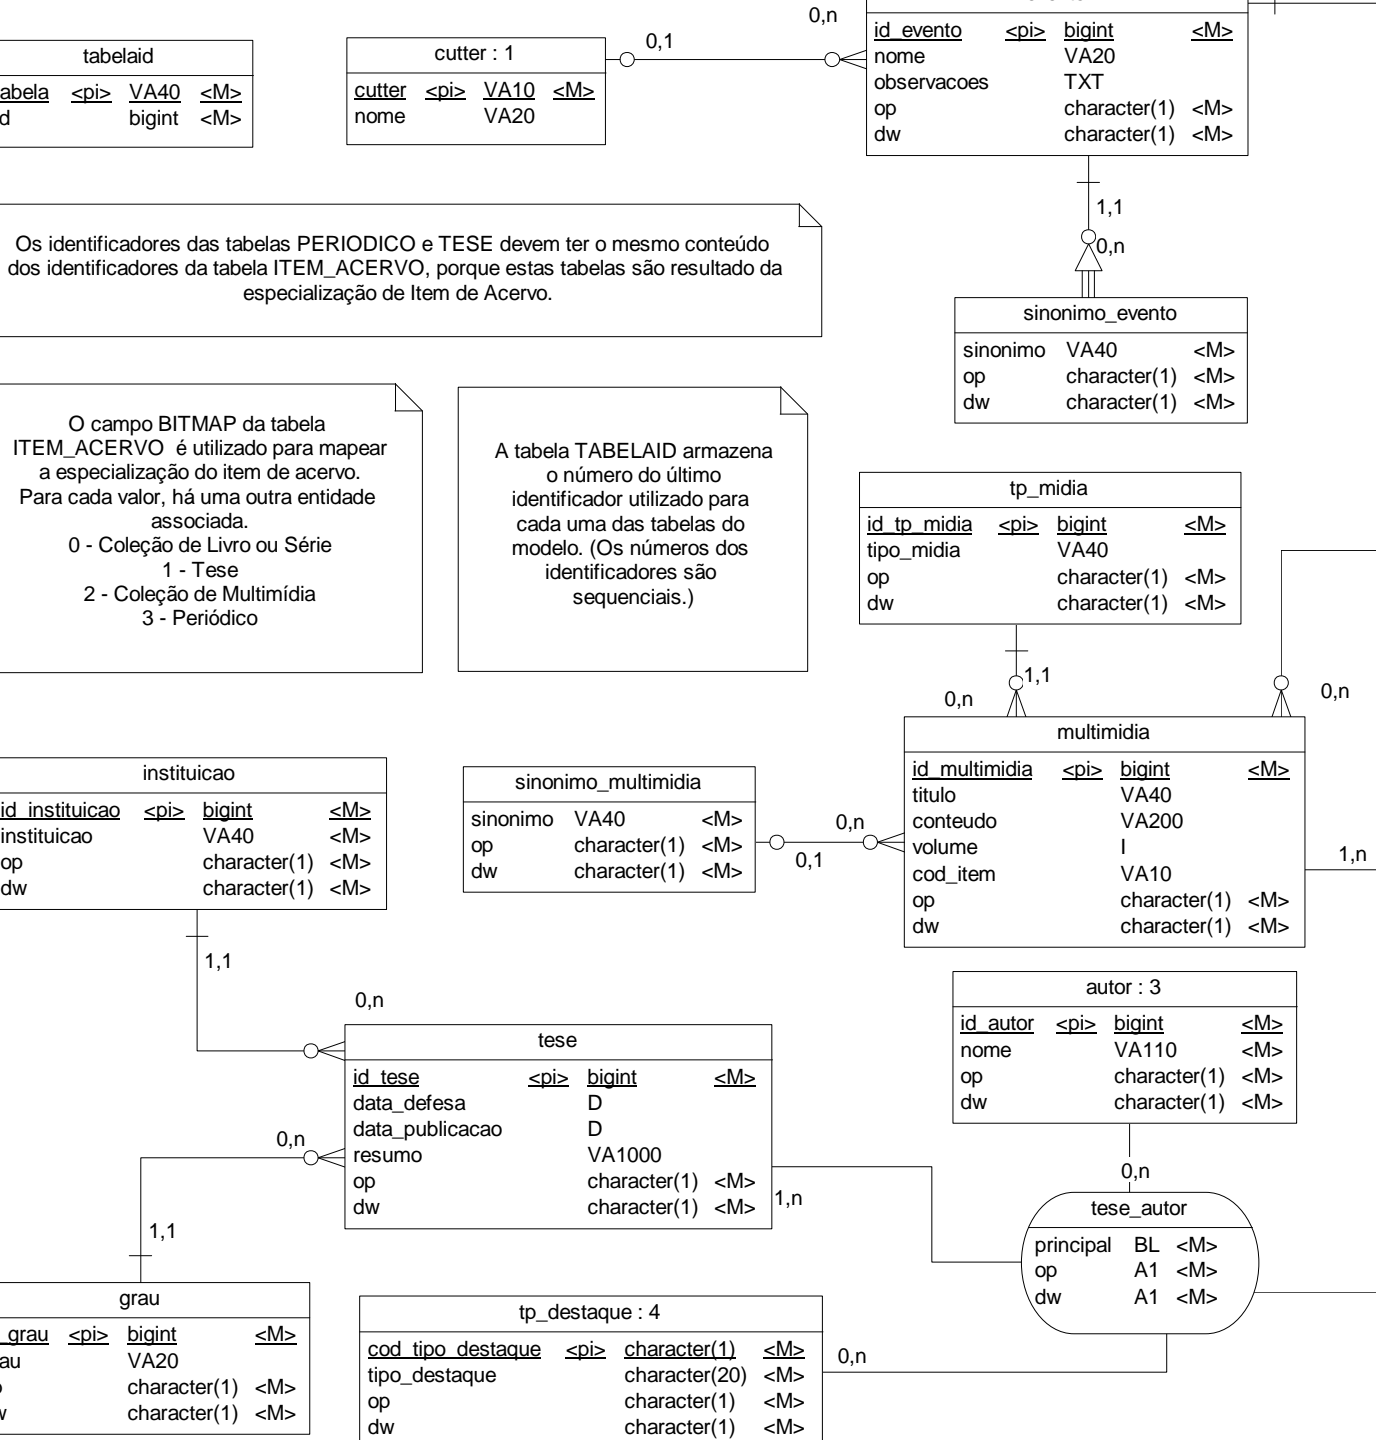 0,n
id_evento <pi> bigint <M>
nome VA20
observacoes TXT
op character(1) <M>
dw character(1) <M>
tabelaid
abela <pi> VA40 <M>
d bigint <M>
cutter : 1
cutter <pi> VA10 <M>
nome VA20
0,1
1,1
0,n
Os identificadores das tabelas PERIODICO e TESE devem ter o mesmo conteúdo
dos identificadores da tabela ITEM_ACERVO, porque estas tabelas são resultado da
especialização de Item de Acervo.
sinonimo_evento
sinonimo VA40 <M>
op character(1) <M>
dw character(1) <M>
O campo BITMAP da tabela
ITEM_ACERVO é utilizado para mapear
a especialização do item de acervo.
Para cada valor, há uma outra entidade
associada.
0 - Coleção de Livro ou Série
1 - Tese
2 - Coleção de Multimídia
3 - Periódico
A tabela TABELAID armazena
o número do último
identificador utilizado para
cada uma das tabelas do
modelo. (Os números dos
identificadores são
sequenciais.)
tp_midia
id_tp_midia <pi> bigint <M>
tipo_midia VA40
op character(1) <M>
dw character(1) <M>
1,1
0,n
0,n
multimidia
id_multimidia <pi> bigint <M>
titulo VA40
conteudo VA200
volume I
cod_item VA10
op character(1) <M>
dw character(1) <M>
1,n
instituicao
id_instituicao <pi> bigint <M>
instituicao VA40 <M>
op character(1) <M>
dw character(1) <M>
sinonimo_multimidia
sinonimo VA40 <M>
op character(1) <M>
dw character(1) <M>
0,n
0,1
1,1
0,n
tese
id_tese <pi> bigint <M>
data_defesa D
data_publicacao D
resumo VA1000
op character(1) <M>
dw character(1) <M>
0,n
1,n
1,1
autor : 3
id_autor <pi> bigint <M>
nome VA110 <M>
op character(1) <M>
dw character(1) <M>
0,n
tese_autor
principal BL <M>
op A1 <M>
dw A1 <M>
grau
_grau <pi> bigint <M>
au VA20
character(1) <M>
character(1) <M>
tp_destaque : 4
cod_tipo_destaque <pi> character(1) <M>
tipo_destaque character(20) <M>
op character(1) <M>
dw character(1) <M>
0,n